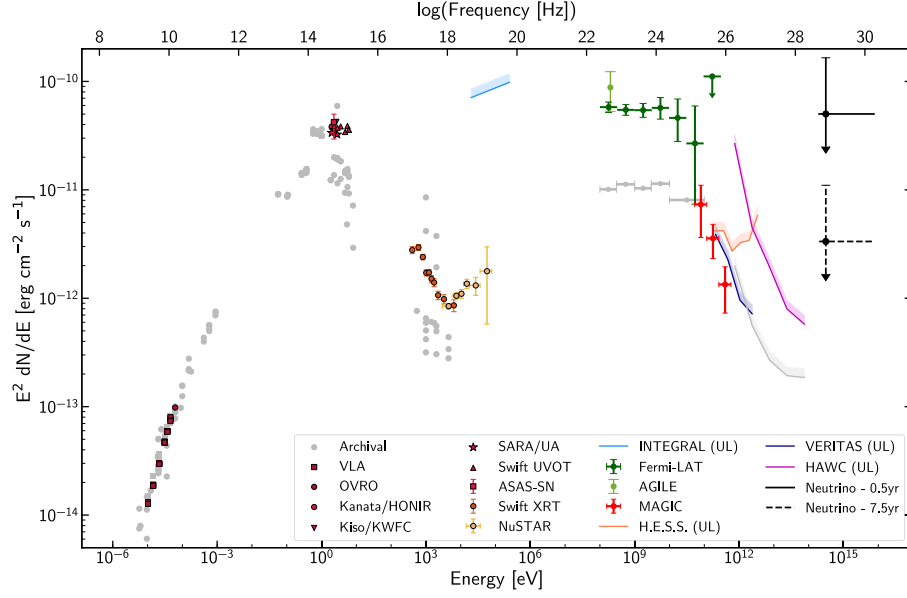 log(Frequency [Hz])
8 10 12 14 16 18 20 22 24 26 28 30
E^2 dN/dE [erg cm^-2 s^-1]
10^-10
10^-11
10^-12
10^-13
10^-14
Archival
VLA
OVRO
Kanata/HONIR
Kiso/KWFC
SARA/UA
Swift UVOT
ASAS-SN
Swift XRT
NuSTAR
INTEGRAL (UL)
Fermi-LAT
AGILE
MAGIC
H.E.S.S. (UL)
VERITAS (UL)
HAWC (UL)
Neutrino - 0.5yr
Neutrino - 7.5yr
10^-6 10^-3 10^0 10^3 10^6 10^9 10^12 10^15
Energy [eV]